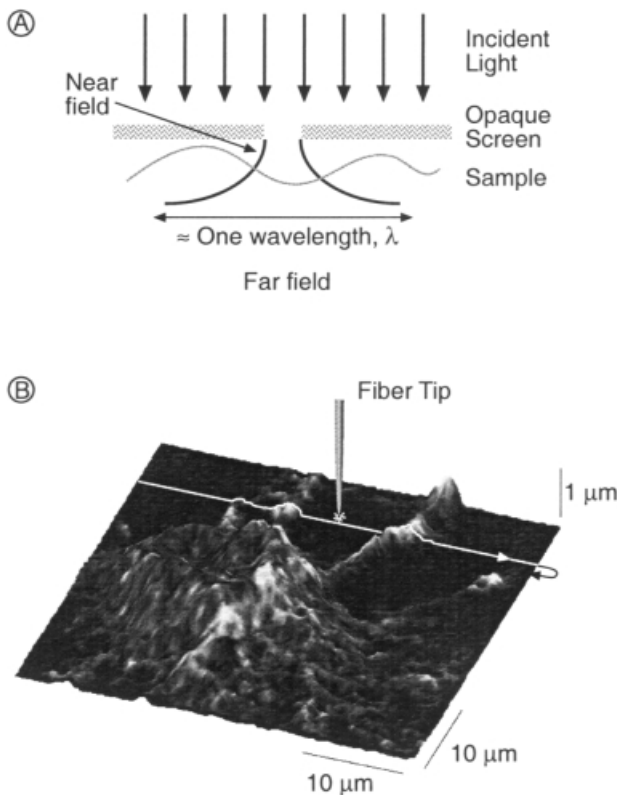 A
Incident
Light
Near
field
Opaque
Screen
Sample
≈ One wavelength, λ
Far field
B
Fiber Tip
1 μm
10 μm
10 μm